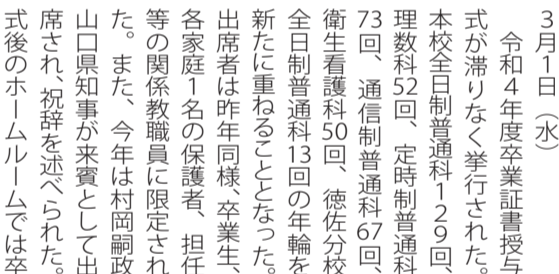 3月1日（水）
令和4年度卒業証書授与
式が滞りなく挙行された。
本校全日制普通科129回、
理数科52回、定時制普通科
73回、通信制普通科67回、
衛生看護科50回、徳佐分校
全日制普通科13回の年輪を
新たに重ねることとなった。
出席者は昨年同様、卒業生、
各家庭1名の保護者、担任
等の関係教職員に限定され
た。また、今年は村岡嗣政
山口県知事が来賓として出
席され、祝辞を述べられた。
式後のホームルームでは卒